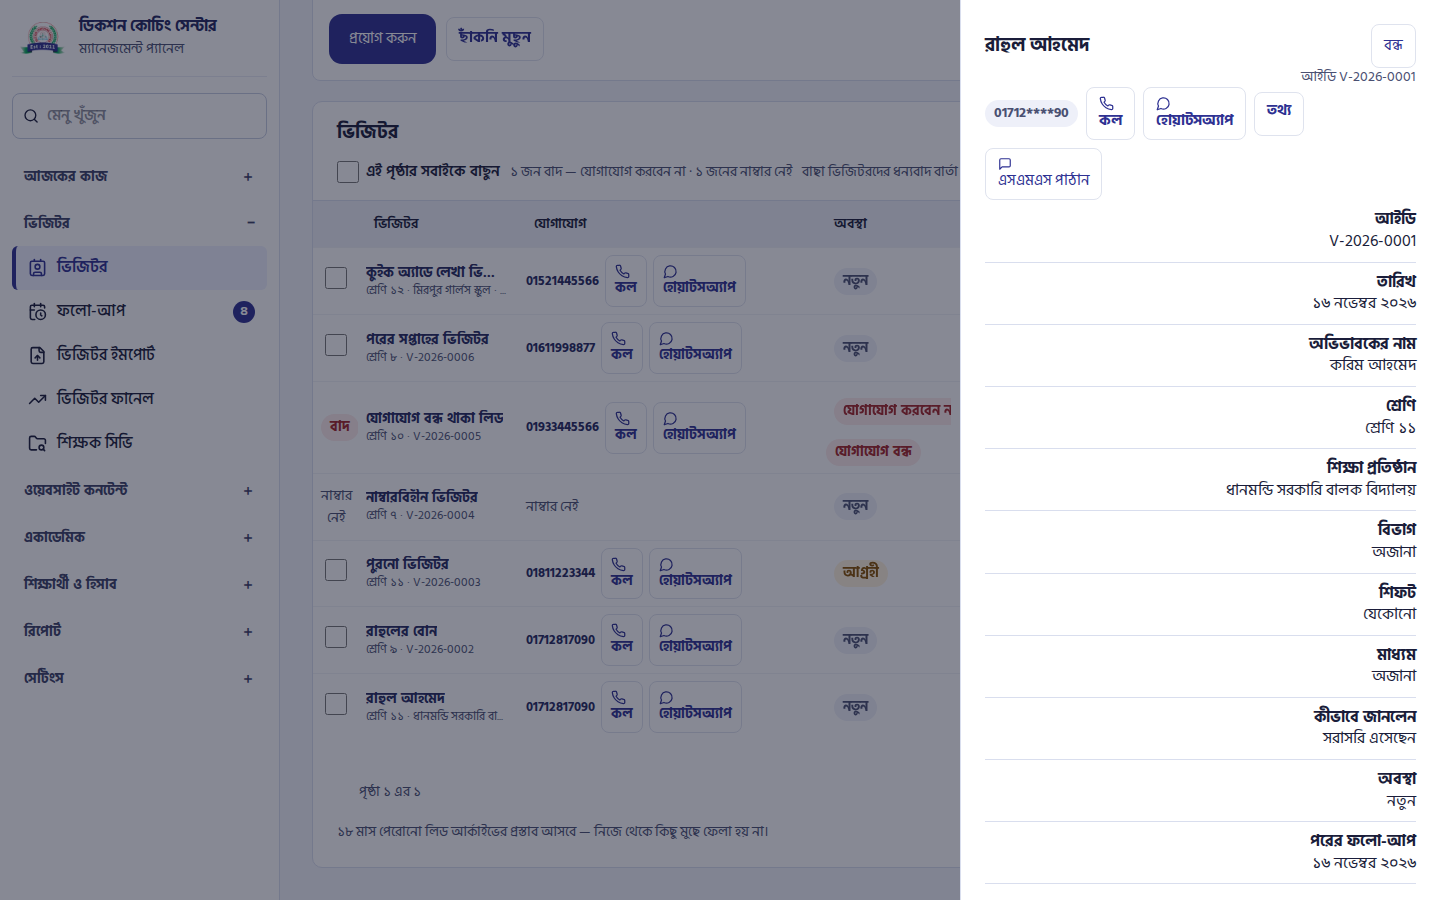 ডিকশন কোচিং সেন্টার
ম্যানেজমেন্ট প্যানেল
মেনু খুঁজুন
আজকের কাজ +
ভিজিটর −
ভিজিটর
ফলো-আপ 8
ভিজিটর ইমপোর্ট
ভিজিটর ফানেল
শিক্ষক সিভি
ওয়েবসাইট কনটেন্ট +
একাডেমিক +
শিক্ষার্থী ও হিসাব +
রিপোর্ট +
সেটিংস +
প্রয়োগ করুন ছাঁকনি মুছুন
ভিজিটর
এই পৃষ্ঠার সবাইকে বাছুন ১ জন বাদ — যোগাযোগ করবেন না · ১ জনের নাম্বার নেই বাছা ভিজিটরদের ধন্যবাদ বার্তা
ভিজিটর যোগাযোগ অবস্থা
কুইক অ্যাডে লেখা ভি...
শ্রেণি ১২ · মিরপুর গার্লস স্কুল · ...
01521445566 কল হোয়াটসঅ্যাপ নতুন
পরের সপ্তাহের ভিজিটর
শ্রেণি ৮ · V-2026-0006
01611998877 কল হোয়াটসঅ্যাপ নতুন
বাদ যোগাযোগ বন্ধ থাকা লিড
শ্রেণি ১০ · V-2026-0005
01933445566 কল হোয়াটসঅ্যাপ যোগাযোগ করবেন ন
যোগাযোগ বন্ধ
নাম্বার নেই
নাম্বারবিহীন ভিজিটর
শ্রেণি ৭ · V-2026-0004
নাম্বার নেই নতুন
পুরনো ভিজিটর
শ্রেণি ১১ · V-2026-0003
01811223344 কল হোয়াটসঅ্যাপ আগ্রহী
রাহুলের বোন
শ্রেণি ৯ · V-2026-0002
01712817090 কল হোয়াটসঅ্যাপ নতুন
রাহুল আহমেদ
শ্রেণি ১১ · ধানমন্ডি সরকারি বা...
01712817090 কল হোয়াটসঅ্যাপ নতুন
পৃষ্ঠা ১ এর ১
১৮ মাস পেরোনো লিড আর্কাইভের প্রস্তাব আসবে — নিজে থেকে কিছু মুছে ফেলা হয় না।
রাহুল আহমেদ বন্ধ
আইডি V-2026-0001
01712****90 কল হোয়াটসঅ্যাপ তথ্য
এসএমএস পাঠান
আইডি
V-2026-0001
তারিখ
১৬ নভেম্বর ২০২৬
অভিভাবকের নাম
করিম আহমেদ
শ্রেণি
শ্রেণি ১১
শিক্ষা প্রতিষ্ঠান
ধানমন্ডি সরকারি বালক বিদ্যালয়
বিভাগ
অজানা
শিফট
যেকোনো
মাধ্যম
অজানা
কীভাবে জানলেন
সরাসরি এসেছেন
অবস্থা
নতুন
পরের ফলো-আপ
১৬ নভেম্বর ২০২৬